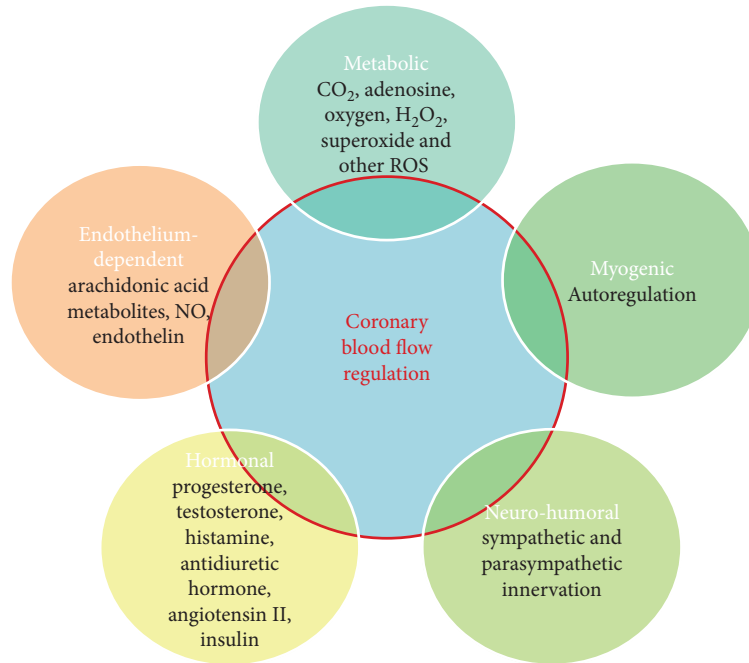 Metabolic
CO₂, adenosine,
oxygen, H₂O₂,
superoxide and
other ROS
Endothelium-
dependent
arachidonic acid
metabolites, NO,
endothelin
Myogenic
Autoregulation
Coronary
blood flow
regulation
Hormonal
progesterone,
testosterone,
histamine,
antidiuretic
hormone,
angiotensin II,
insulin
Neuro-humoral
sympathetic and
parasympathetic
innervation